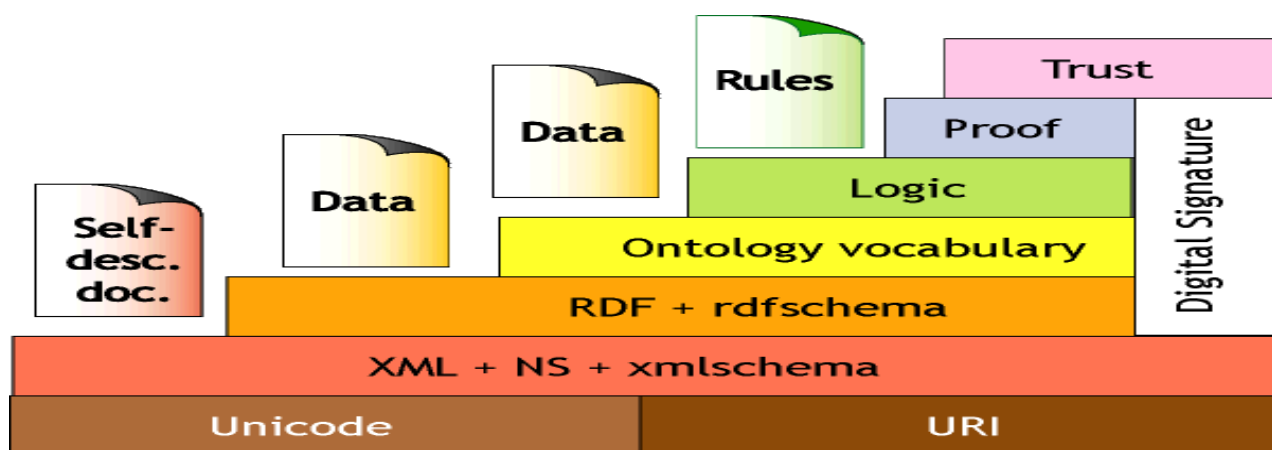 Rules
Trust
Data
Proof
Data
Logic
Self-
desc.
doc.
Ontology vocabulary
Digital Signature
RDF + rdfschema
XML + NS + xmlschema
Unicode
URI